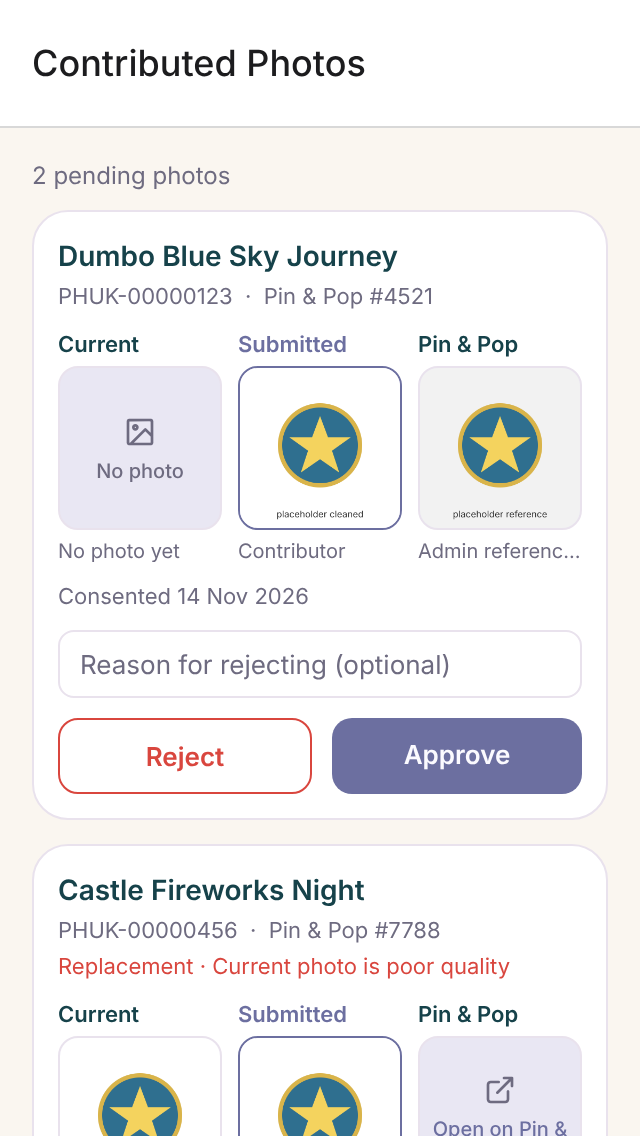 Contributed Photos
2 pending photos
Dumbo Blue Sky Journey
PHUK-00000123 · Pin & Pop #4521
Current Submitted Pin & Pop
No photo
placeholder cleaned placeholder reference
No photo yet Contributor Admin referenc...
Consented 14 Nov 2026
Reason for rejecting (optional)
Reject Approve
Castle Fireworks Night
PHUK-00000456 · Pin & Pop #7788
Replacement · Current photo is poor quality
Current Submitted Pin & Pop
Open on Pin &